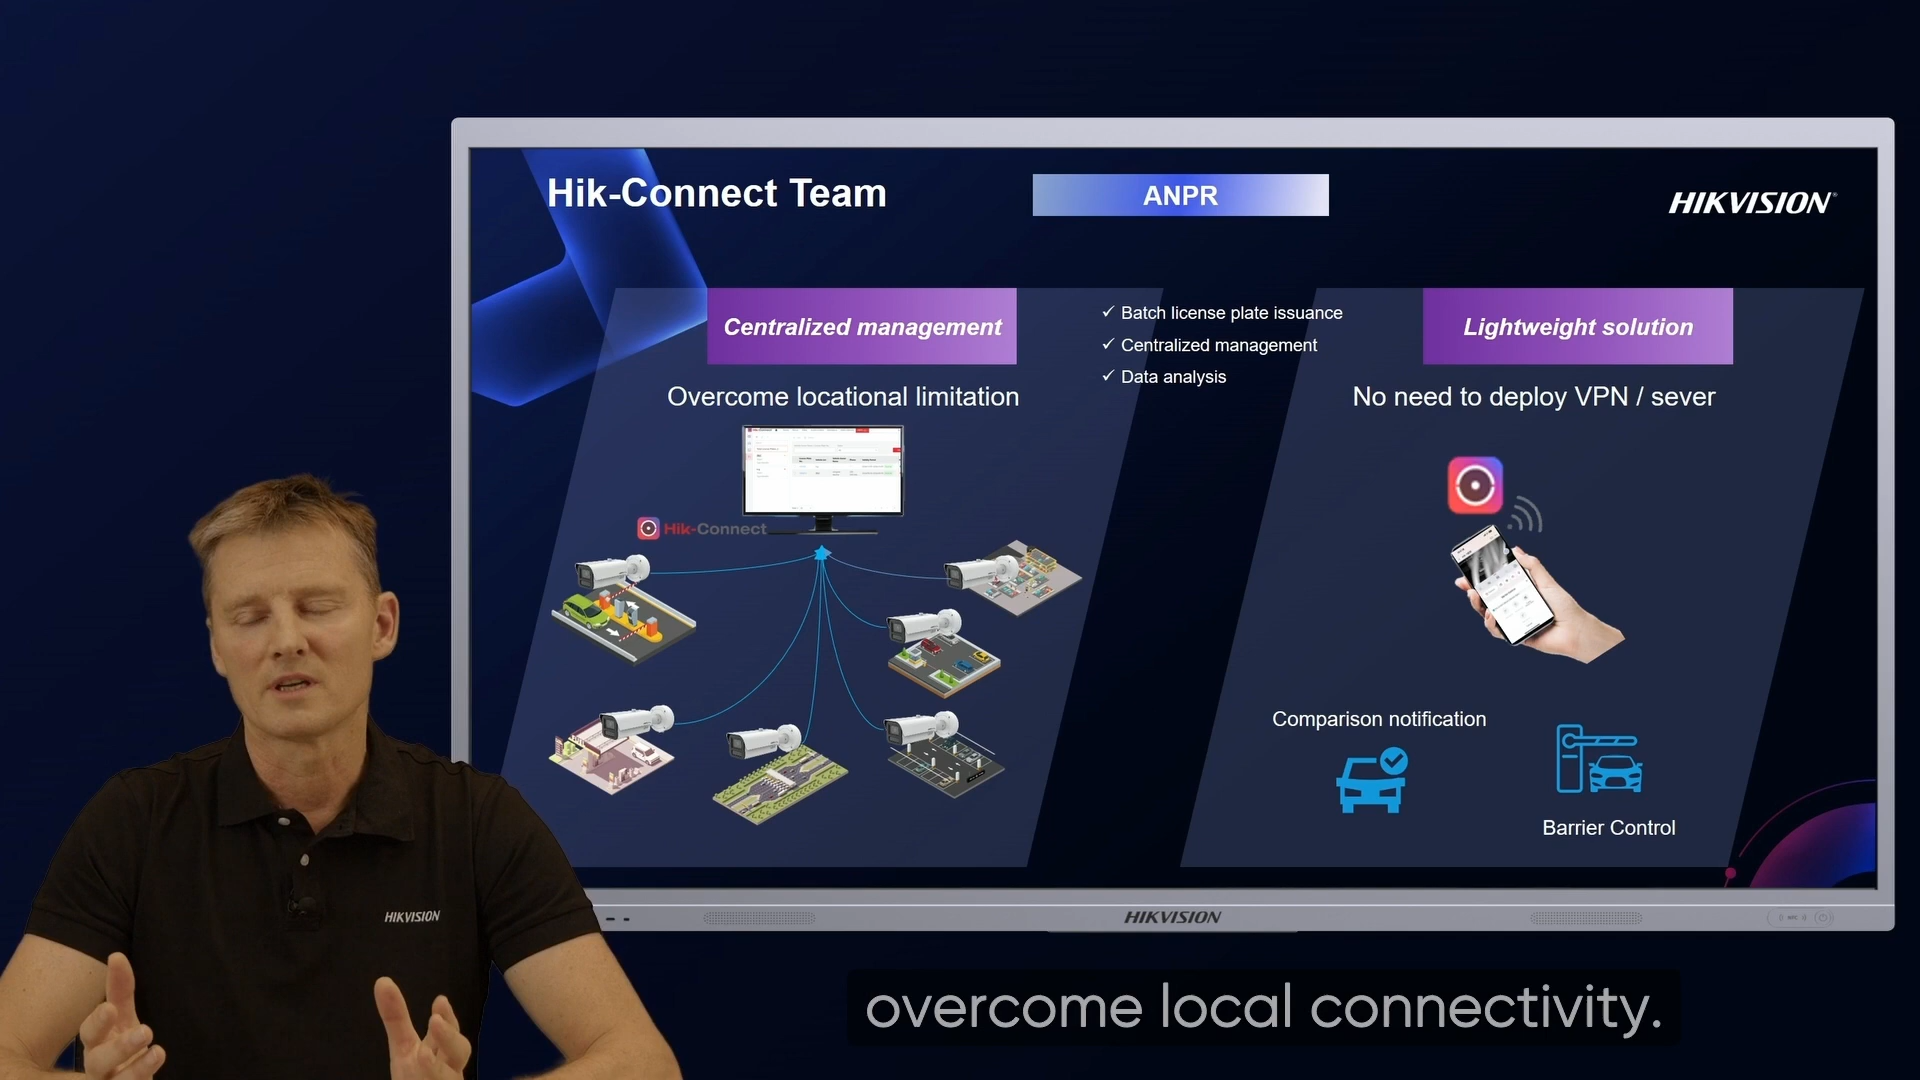 Hik-Connect Team
ANPR
HIKVISION
Centralized management
✓ Batch license plate issuance
✓ Centralized management
✓ Data analysis
Lightweight solution
Overcome locational limitation
No need to deploy VPN / sever
Hik-Connect
Comparison notification
Barrier Control
HIKVISION
HIKVISION
overcome local connectivity.